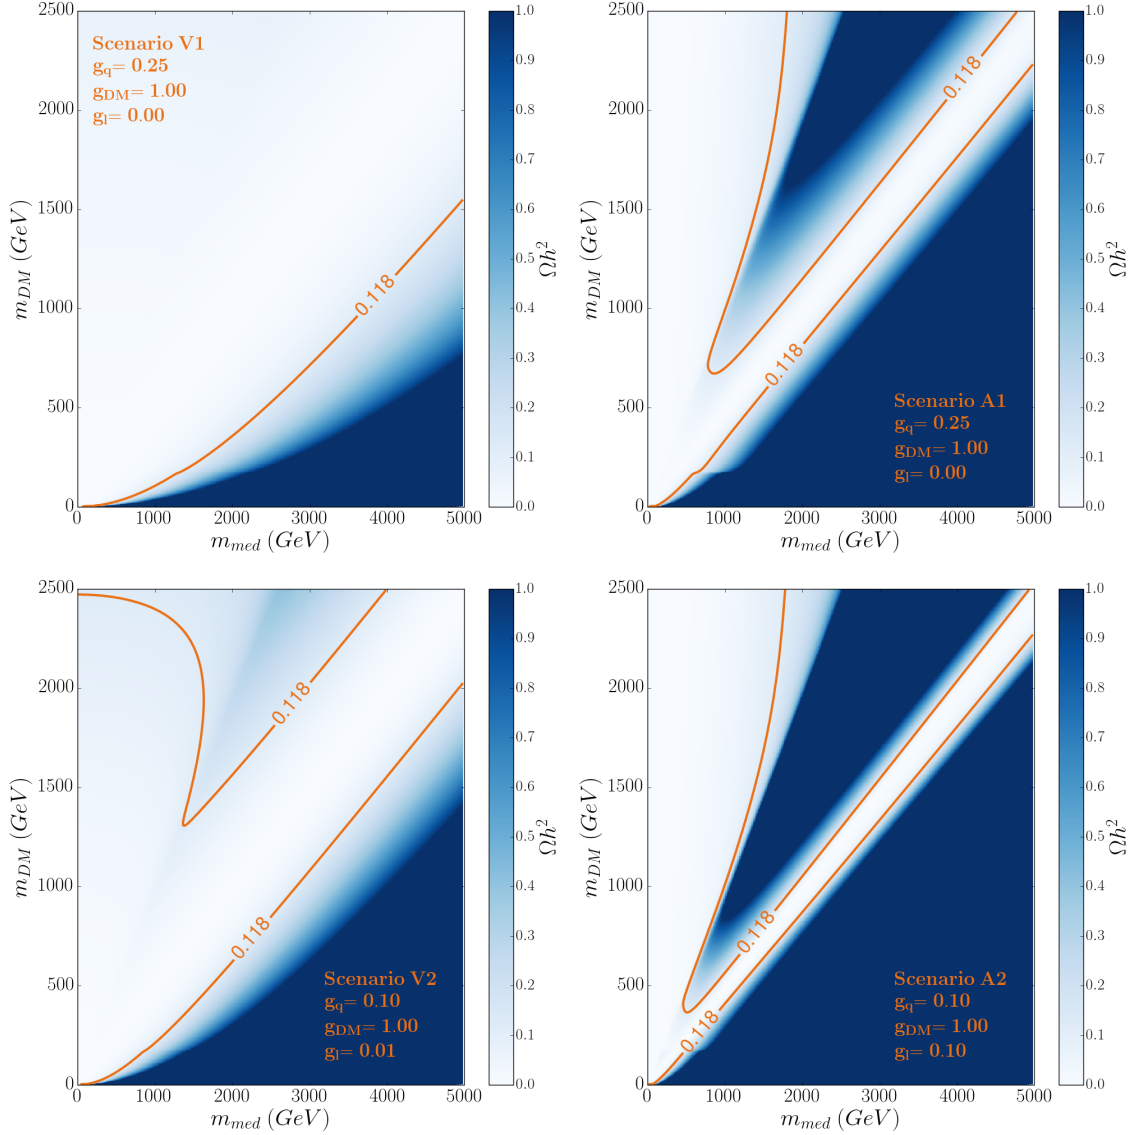 Scenario V1
g_q= 0.25
g_DM= 1.00
g_l= 0.00
0.118
2500
2000
1500
1000
500
0
0 1000 2000 3000 4000 5000
m_med (GeV)
m_DM (GeV)
1.0
0.9
0.8
0.7
0.6
0.5
0.4
0.3
0.2
0.1
0.0
Ωh²
Scenario A1
g_q= 0.25
g_DM= 1.00
g_l= 0.00
0.118
0.118
2500
2000
1500
1000
500
0
0 1000 2000 3000 4000 5000
m_med (GeV)
m_DM (GeV)
1.0
0.9
0.8
0.7
0.6
0.5
0.4
0.3
0.2
0.1
0.0
Ωh²
Scenario V2
g_q= 0.10
g_DM= 1.00
g_l= 0.01
0.118
0.118
2500
2000
1500
1000
500
0
0 1000 2000 3000 4000 5000
m_med (GeV)
m_DM (GeV)
1.0
0.9
0.8
0.7
0.6
0.5
0.4
0.3
0.2
0.1
0.0
Ωh²
Scenario A2
g_q= 0.10
g_DM= 1.00
g_l= 0.10
0.118
0.118
2500
2000
1500
1000
500
0
0 1000 2000 3000 4000 5000
m_med (GeV)
m_DM (GeV)
1.0
0.9
0.8
0.7
0.6
0.5
0.4
0.3
0.2
0.1
0.0
Ωh²